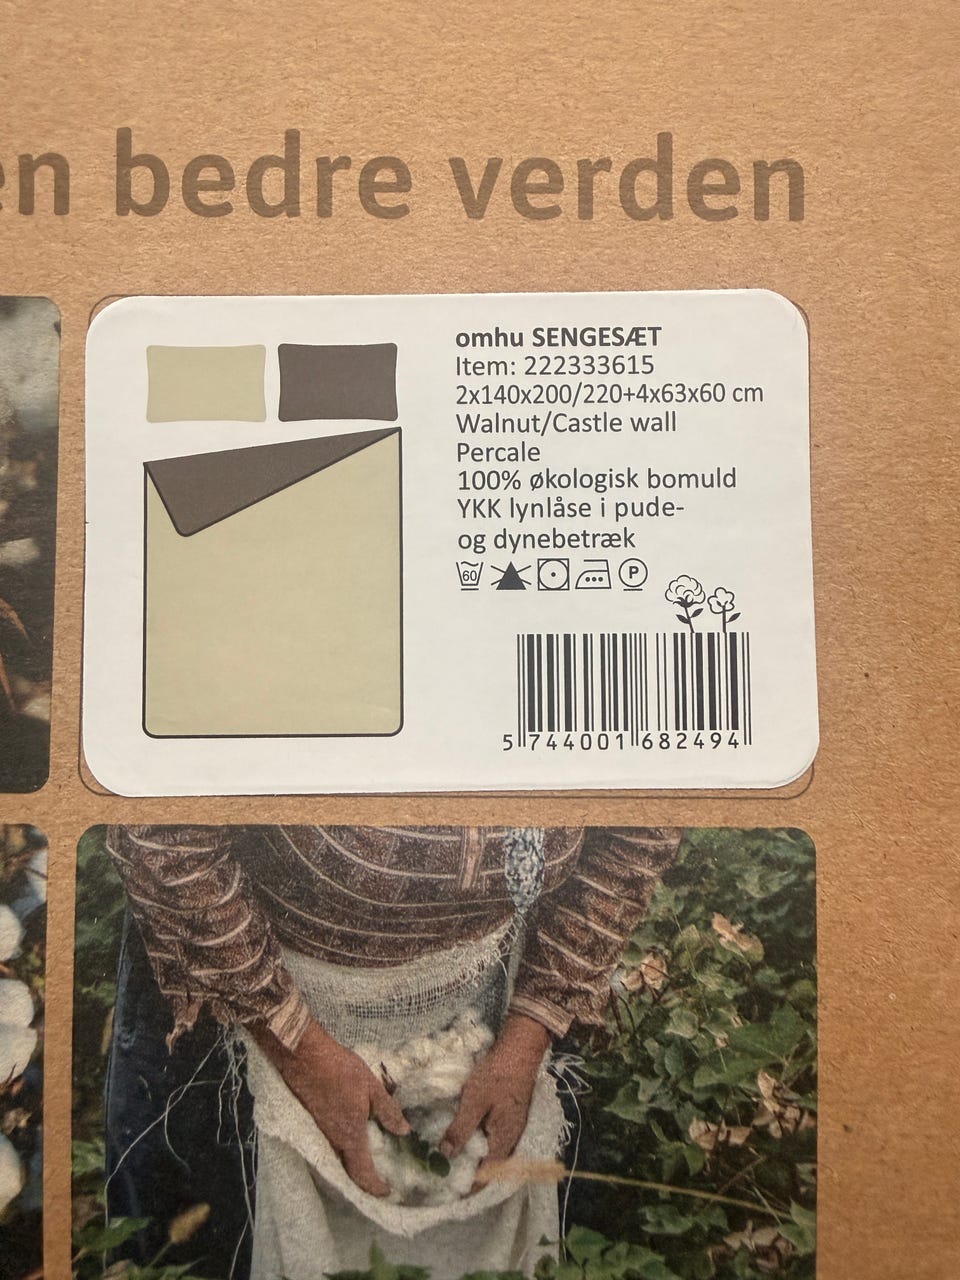 en bedre verden
omhu SENGESÆT
Item: 222333615
2x140x200/220+4x63x60 cm
Walnut/Castle wall
Percale
100% økologisk bomuld
YKK lynlåse i pude-
og dynebetræk
60 P
5 744001 682494